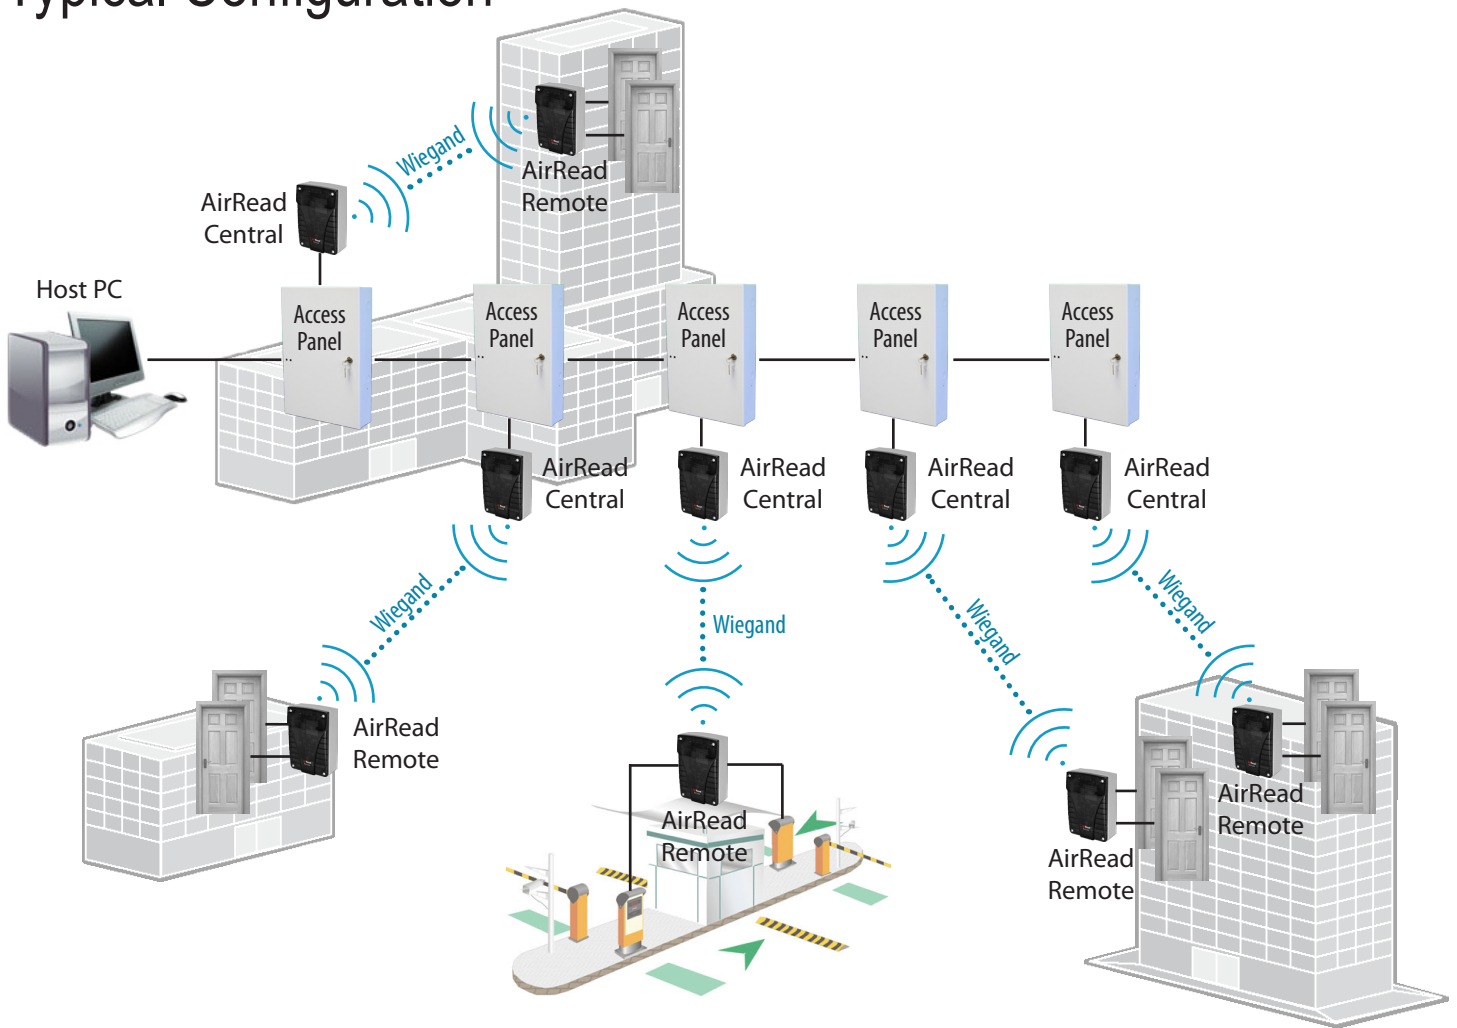 Typical Configuration
Wiegand
AirRead
Remote
AirRead
Central
Host PC
Access
Panel
Access
Panel
Access
Panel
Access
Panel
Access
Panel
AirRead
Central
AirRead
Central
AirRead
Central
AirRead
Central
Wiegand
Wiegand
Wiegand
Wiegand
AirRead
Remote
AirRead
Remote
AirRead
Remote
AirRead
Remote